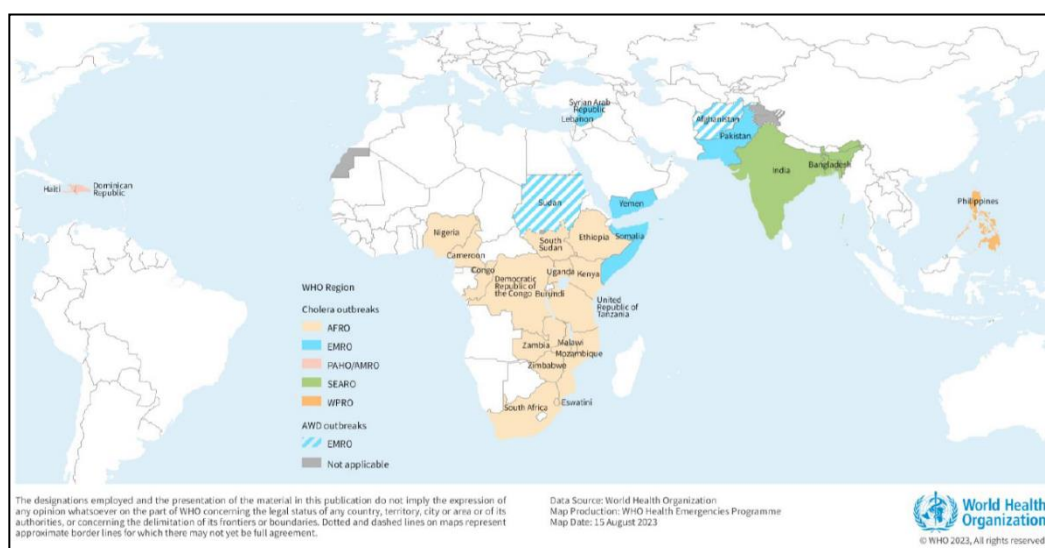 Syrian Arab
Republic
Lebanon
Afghanistan
Pakistan
Haiti
Dominican
Republic
India
Bangladesh
Philippines
Sudan
Yemen
Nigeria
South
Sudan
Ethiopia
Somalia
Cameroon
Congo
Democratic
Republic of
the Congo
Uganda
Kenya
Burundi
United
Republic of
Tanzania
Zambia
Malawi
Mozambique
Zimbabwe
South Africa
Eswatini
WHO Region
Cholera outbreaks
AFRO
EMRO
PAHO/AMRO
SEARO
WPRO
AWD outbreaks
EMRO
Not applicable
The designations employed and the presentation of the material in this publication do not imply the expression of
any opinion whatsoever on the part of WHO concerning the legal status of any country, territory, city or area or of its
authorities, or concerning the delimitation of its frontiers or boundaries. Dotted and dashed lines on maps represent
approximate border lines for which there may not yet be full agreement.
Data Source: World Health Organization
Map Production: WHO Health Emergencies Programme
Map Date: 15 August 2023
World Health
Organization
© WHO 2023, All rights reserved